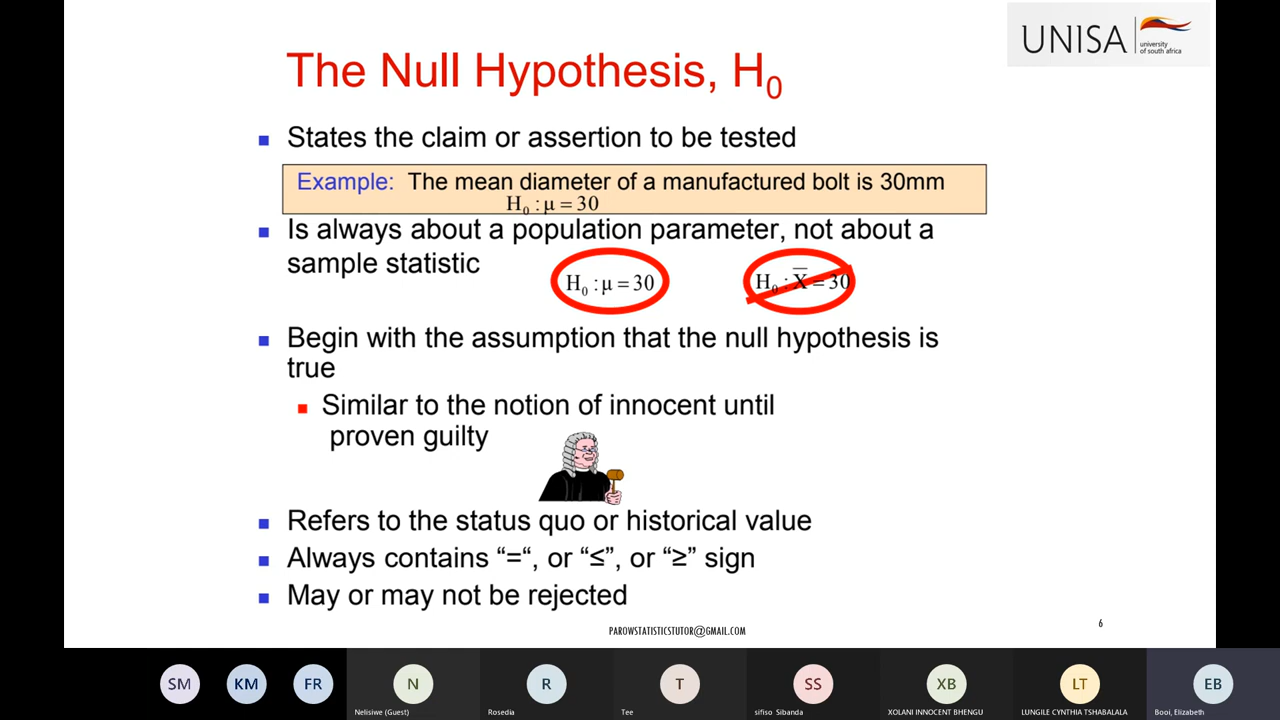 UNISA
university
of south africa
The Null Hypothesis, H₀
States the claim or assertion to be tested
Example: The mean diameter of a manufactured bolt is 30mm
H₀ : μ = 30
Is always about a population parameter, not about a
sample statistic
H₀ : μ = 30
H₀ : X̅ = 30
Begin with the assumption that the null hypothesis is
true
Similar to the notion of innocent until
proven guilty
Refers to the status quo or historical value
Always contains “=“, or “≤”, or “≥” sign
May or may not be rejected
PAROWSTATISTICSTUTOR@GMAIL.COM
6
SM
KM
FR
N
R
T
SS
XB
LT
EB
Nelisiwe (Guest)
Rosedia
Tee
sifiso Sibanda
XOLANI INNOCENT BHENGU
LUNGILE CYNTHIA TSHABALALA
Booi, Elizabeth